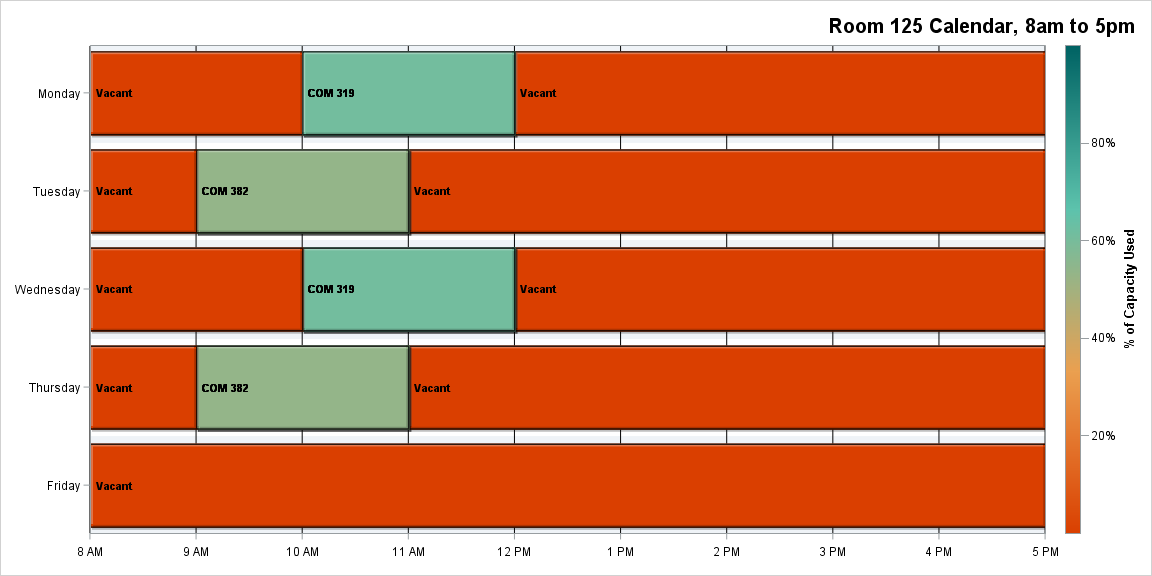 Room 125 Calendar, 8am to 5pm
Monday Vacant COM 319 Vacant
80%
Tuesday Vacant COM 382 Vacant
60%
Wednesday Vacant COM 319 Vacant
% of Capacity Used
40%
Thursday Vacant COM 382 Vacant
20%
Friday Vacant
8 AM 9 AM 10 AM 11 AM 12 PM 1 PM 2 PM 3 PM 4 PM 5 PM